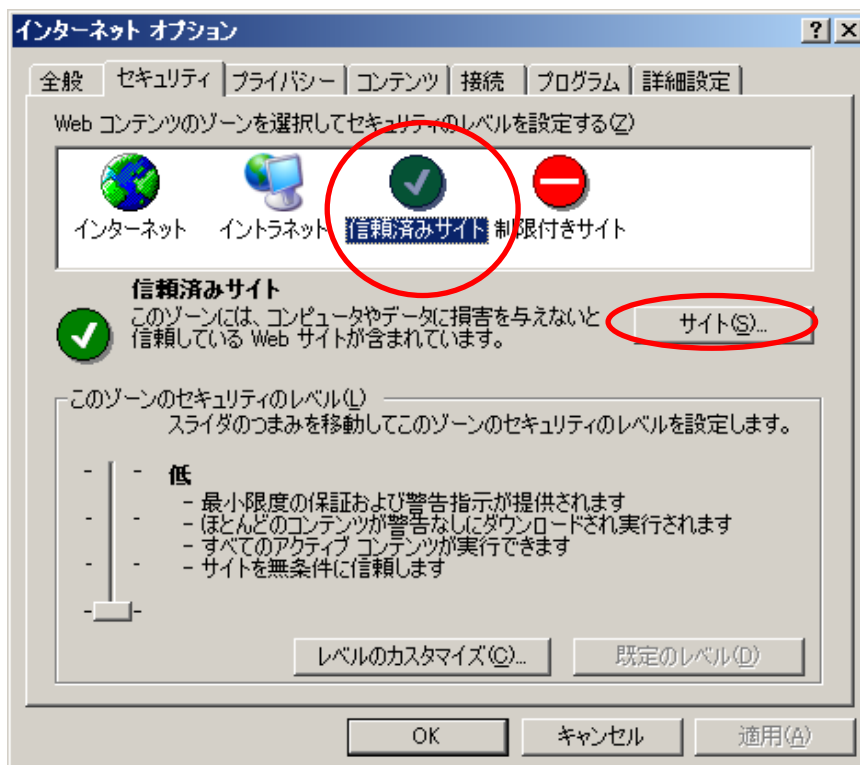 インターネット オプション
全般 セキュリティ プライバシー コンテンツ 接続 プログラム 詳細設定
Web コンテンツのゾーンを選択してセキュリティのレベルを設定する(Z)
インターネット イントラネット 信頼済みサイト 制限付きサイト
信頼済みサイト
このゾーンには、コンピュータやデータに損害を与えないと
信頼している Web サイトが含まれています。
サイト(S)...
このゾーンのセキュリティのレベル(L)
スライダのつまみを移動してこのゾーンのセキュリティのレベルを設定します。
低
- 最小限度の保証および警告指示が提供されます
- ほとんどのコンテンツが警告なしにダウンロードされ実行されます
- すべてのアクティブ コンテンツが実行できます
- サイトを無条件に信頼します
レベルのカスタマイズ(C)... 既定のレベル(D)
OK キャンセル 適用(A)